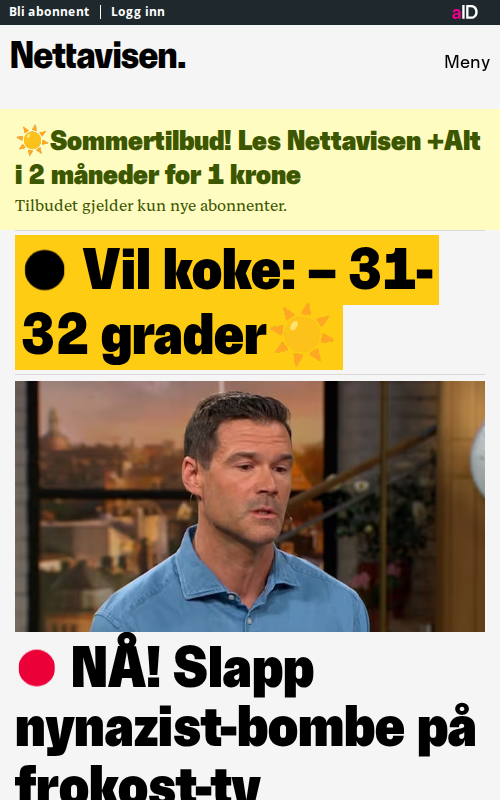 Bli abonnent | Logg inn
aID
Nettavisen.
Meny
☀️Sommertilbud! Les Nettavisen +Alt
i 2 måneder for 1 krone
Tilbudet gjelder kun nye abonnenter.
Vil koke: – 31-
32 grader☀️
NÅ! Slapp
nynazist-bombe på
frokost-tv